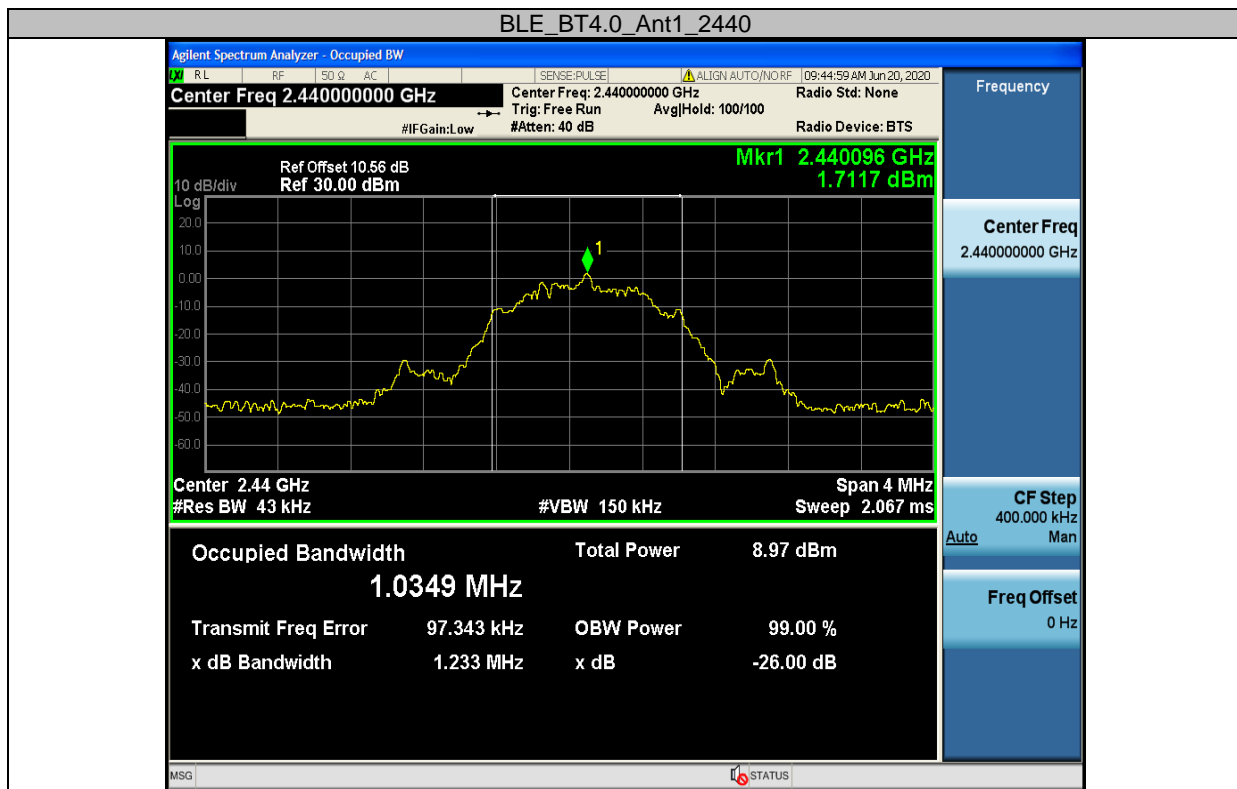 BLE_BT4.0_Ant1_2440
Agilent Spectrum Analyzer - Occupied BW
LXI RL RF 50 Ω AC SENSE:PULSE ALIGN AUTO/NO RF 09:44:59 AM Jun 20, 2020
Center Freq 2.440000000 GHz
Center Freq: 2.440000000 GHz
Radio Std: None
Trig: Free Run Avg|Hold: 100/100
#IFGain:Low
#Atten: 40 dB
Radio Device: BTS
Mkr1 2.440096 GHz
1.7117 dBm
Ref Offset 10.56 dB
10 dB/div Ref 30.00 dBm
Log
20.0
10.0
0.00
-10.0
-20.0
-30.0
-40.0
-50.0
-60.0
1
Center 2.44 GHz Span 4 MHz
#Res BW 43 kHz #VBW 150 kHz Sweep 2.067 ms
Occupied Bandwidth Total Power 8.97 dBm
1.0349 MHz
Transmit Freq Error 97.343 kHz OBW Power 99.00 %
x dB Bandwidth 1.233 MHz x dB -26.00 dB
Frequency
Center Freq
2.440000000 GHz
CF Step
400.000 kHz
Auto Man
Freq Offset
0 Hz
MSG STATUS